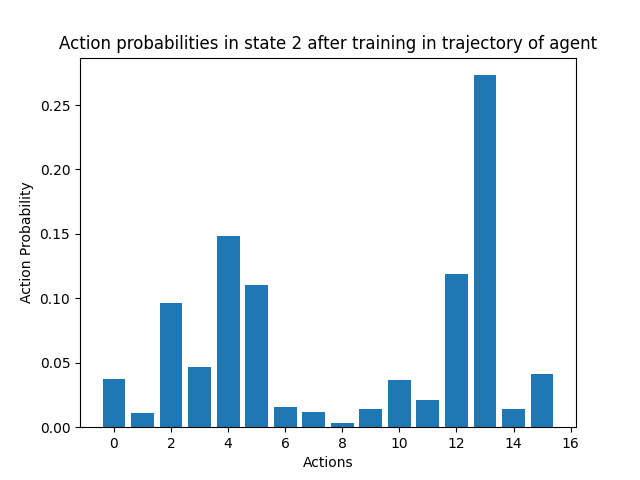 Action probabilities in state 2 after training in trajectory of agent
0.25
0.20
0.15
0.10
0.05
0.00
Action Probability
0 2 4 6 8 10 12 14 16
Actions